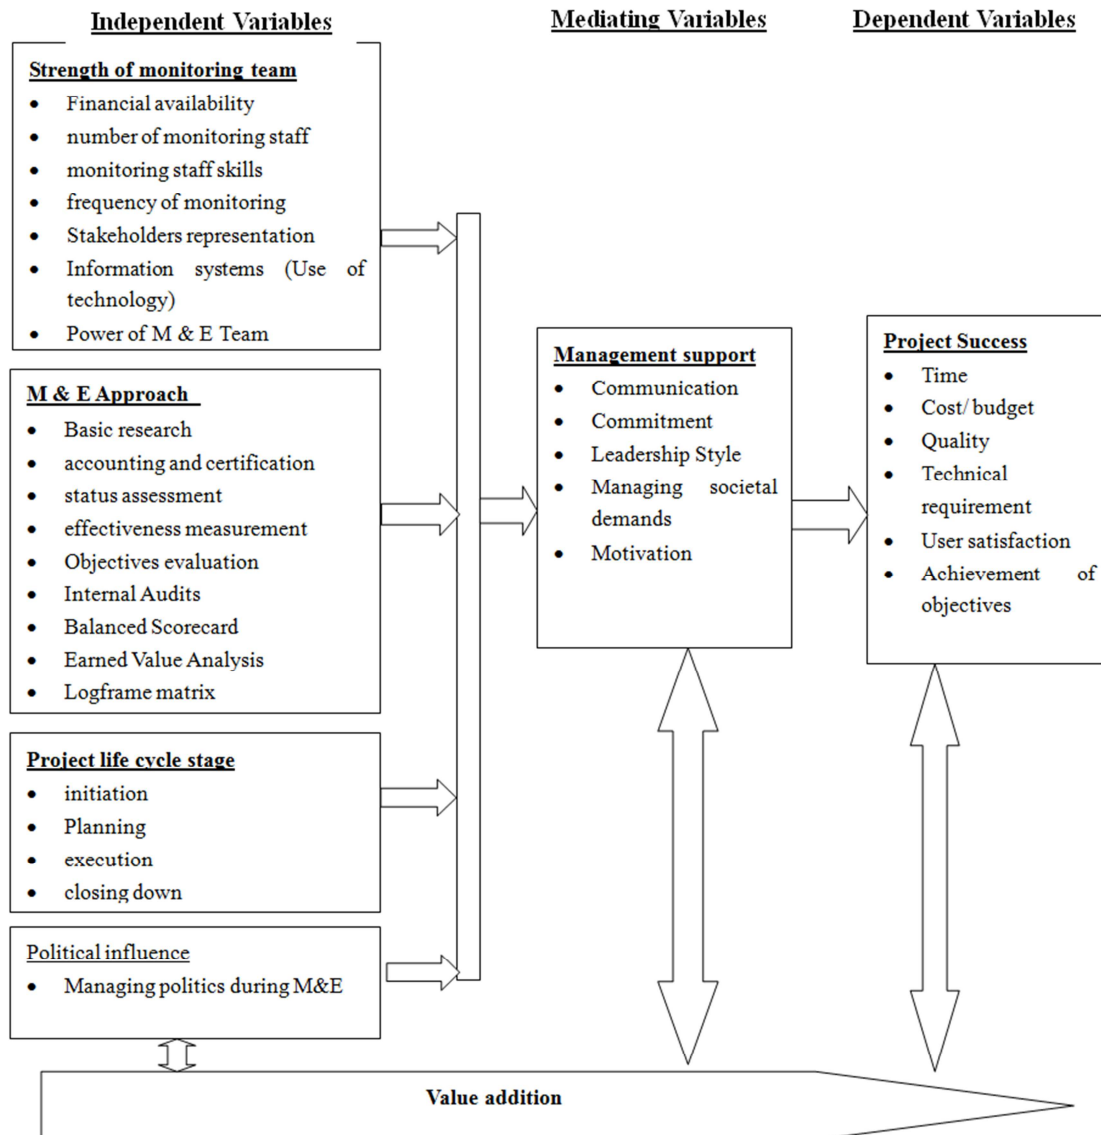 Independent Variables
Mediating Variables
Dependent Variables
Strength of monitoring team
• Financial availability
• number of monitoring staff
• monitoring staff skills
• frequency of monitoring
• Stakeholders representation
• Information systems (Use of
technology)
• Power of M & E Team
M & E Approach
• Basic research
• accounting and certification
• status assessment
• effectiveness measurement
• Objectives evaluation
• Internal Audits
• Balanced Scorecard
• Earned Value Analysis
• Logframe matrix
Project life cycle stage
• initiation
• Planning
• execution
• closing down
Political influence
• Managing politics during M&E
Management support
• Communication
• Commitment
• Leadership Style
• Managing societal
demands
• Motivation
Project Success
• Time
• Cost/ budget
• Quality
• Technical
requirement
• User satisfaction
• Achievement of
objectives
Value addition